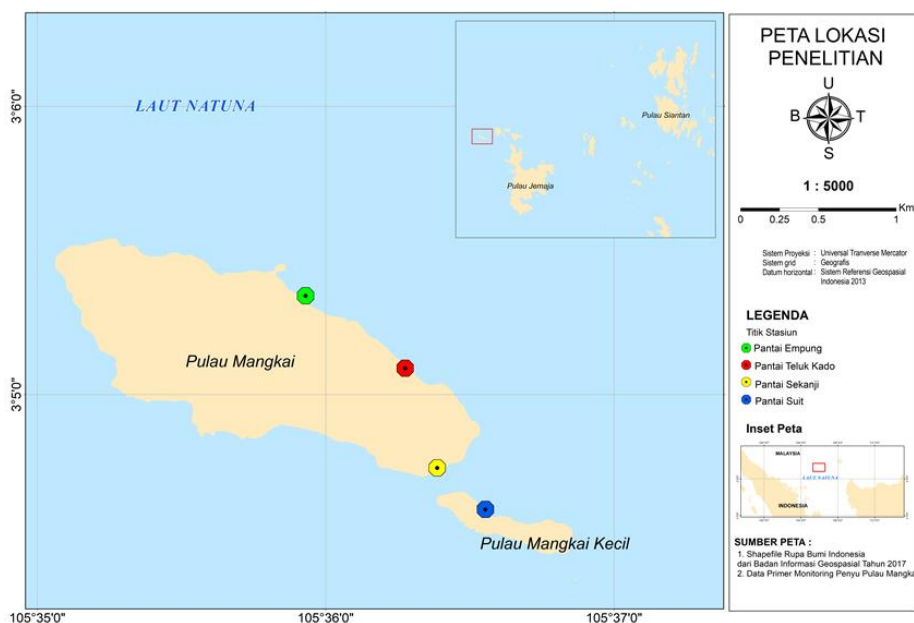 3°6'0"
3°5'0"
105°35'0"
105°36'0"
105°37'0"
LAUT NATUNA
Pulau Siantan
Pulau Jemaja
Pulau Mangkai
Pulau Mangkai Kecil
PETA LOKASI
PENELITIAN
U
B T
S
1 : 5000
Km
0 0.25 0.5 1
Sistem Proyeksi : Universal Tranverse Mercator
Sistem grid : Geografis
Datum horizontal : Sistem Referensi Geospasial
Indonesia 2013
LEGENDA
Titik Stasiun
Pantai Empung
Pantai Teluk Kado
Pantai Sekanji
Pantai Suit
Inset Peta
MALAYSIA
LAUT NATUNA
INDONESIA
SUMBER PETA :
1. Shapefile Rupa Bumi Indonesia
dari Badan Informasi Geospasial Tahun 2017
2. Data Primer Monitoring Penyu Pulau Mangka